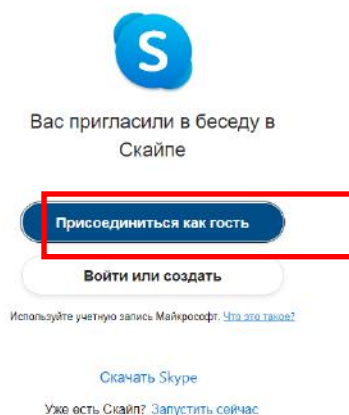 S
Вас пригласили в беседу в
Скайпе
Присоединиться как гость
Войти или создать
Используйте учетную запись Майкрософт. Что это такое?
Скачать Skype
Уже есть Скайп? Запустить сейчас